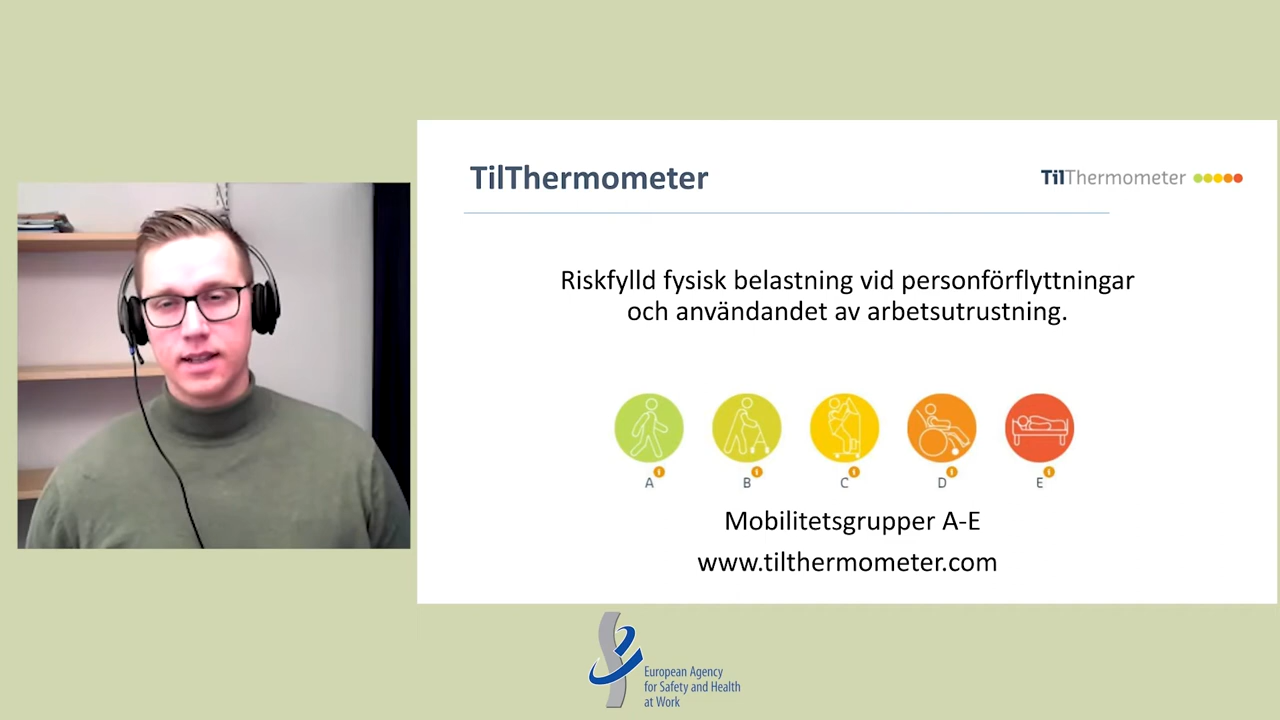 TilThermometer
TilThermometer
Riskfylld fysisk belastning vid personförflyttningar
och användandet av arbetsutrustning.
A B C D E
Mobilitetsgrupper A-E
www.tilthermometer.com
European Agency
for Safety and Health
at Work